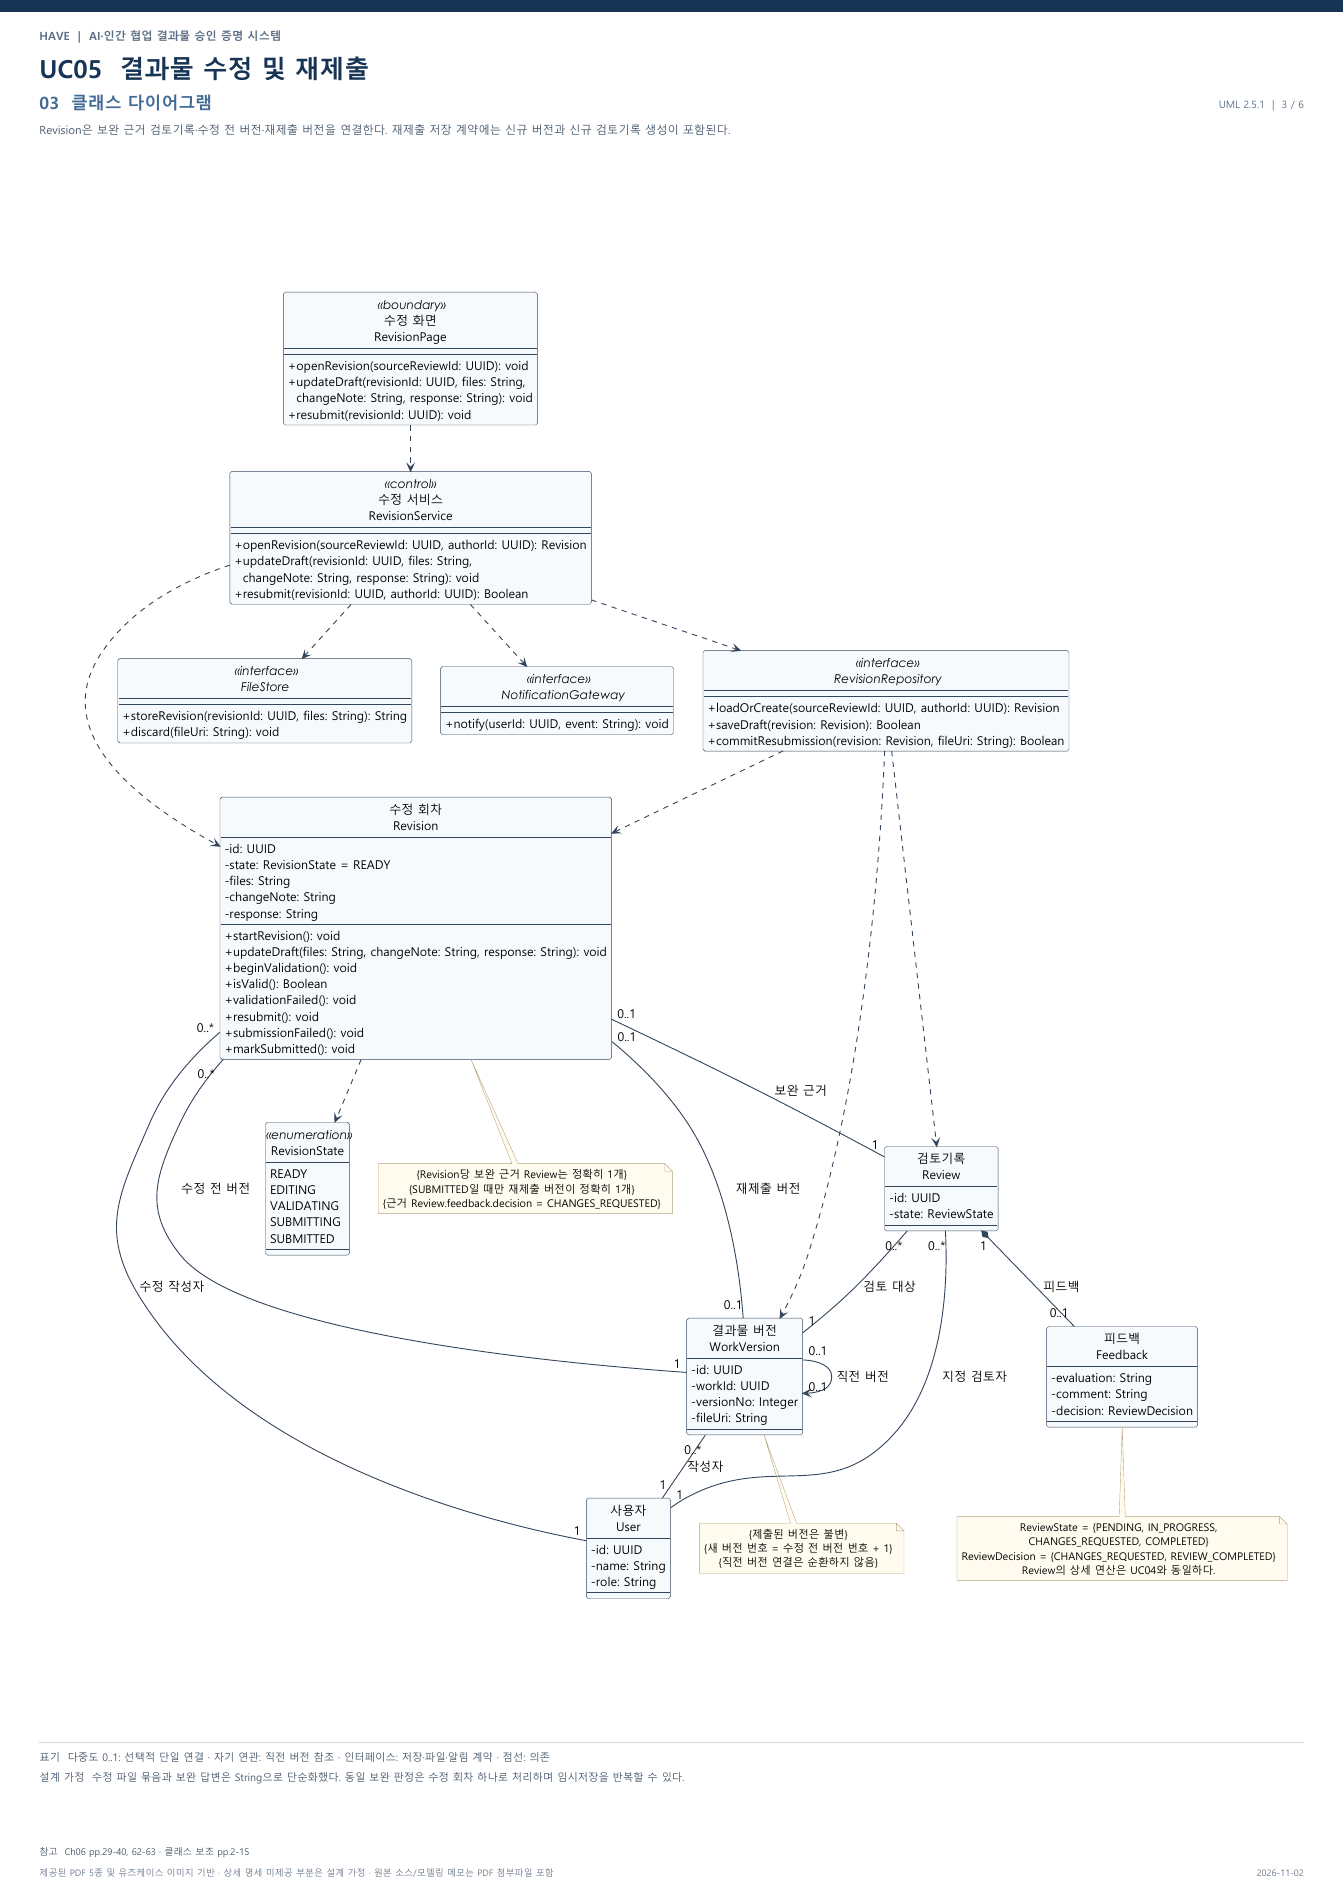 HAVE | AI·인간 협업 결과물 승인 증명 시스템
UC05 결과물 수정 및 재제출
03 클래스 다이어그램
UML 2.5.1 | 3 / 6
Revision은 보완 근거 검토기록·수정 전 버전·재제출 버전을 연결한다. 재제출 저장 계약에는 신규 버전과 신규 검토기록 생성이 포함된다.
«boundary»
수정 화면
RevisionPage
+openRevision(sourceReviewId: UUID): void
+updateDraft(revisionId: UUID, files: String,
changeNote: String, response: String): void
+resubmit(revisionId: UUID): void
«control»
수정 서비스
RevisionService
+openRevision(sourceReviewId: UUID, authorId: UUID): Revision
+updateDraft(revisionId: UUID, files: String,
changeNote: String, response: String): void
+resubmit(revisionId: UUID, authorId: UUID): Boolean
«interface»
FileStore
+storeRevision(revisionId: UUID, files: String): String
+discard(fileUri: String): void
«interface»
NotificationGateway
+notify(userId: UUID, event: String): void
«interface»
RevisionRepository
+loadOrCreate(sourceReviewId: UUID, authorId: UUID): Revision
+saveDraft(revision: Revision): Boolean
+commitResubmission(revision: Revision, fileUri: String): Boolean
수정 회차
Revision
-id: UUID
-state: RevisionState = READY
-files: String
-changeNote: String
-response: String
+startRevision(): void
+updateDraft(files: String, changeNote: String, response: String): void
+beginValidation(): void
+isValid(): Boolean
+validationFailed(): void
+resubmit(): void
+submissionFailed(): void
+markSubmitted(): void
0..*
0..*
0..1
0..1
보완 근거
1
«enumeration»
RevisionState
READY
EDITING
VALIDATING
SUBMITTING
SUBMITTED
{Revision당 보완 근거 Review는 정확히 1개}
{SUBMITTED일 때만 재제출 버전이 정확히 1개}
{근거 Review.feedback.decision = CHANGES_REQUESTED}
수정 전 버전
재제출 버전
검토기록
Review
-id: UUID
-state: ReviewState
0..*
0..*
1
수정 작성자
검토 대상
피드백
0..1
1
0..1
결과물 버전
WorkVersion
-id: UUID
-workId: UUID
-versionNo: Integer
-fileUri: String
1
0..1
0..1
직전 버전
지정 검토자
피드백
Feedback
-evaluation: String
-comment: String
-decision: ReviewDecision
0..*
작성자
1
1
1
사용자
User
-id: UUID
-name: String
-role: String
{제출된 버전은 불변}
{새 버전 번호 = 수정 전 버전 번호 + 1}
{직전 버전 연결은 순환하지 않음}
ReviewState = {PENDING, IN_PROGRESS,
CHANGES_REQUESTED, COMPLETED}
ReviewDecision = {CHANGES_REQUESTED, REVIEW_COMPLETED}
Review의 상세 연산은 UC04와 동일하다.
표기 다중도 0..1: 선택적 단일 연결 · 자기 연관: 직전 버전 참조 · 인터페이스: 저장·파일·알림 계약 · 점선: 의존
설계 가정 수정 파일 묶음과 보완 답변은 String으로 단순화했다. 동일 보완 판정은 수정 회차 하나로 처리하며 임시저장을 반복할 수 있다.
참고 Ch06 pp.29-40, 62-63 · 클래스 보조 pp.2-15
제공된 PDF 5종 및 유즈케이스 이미지 기반 · 상세 명세 미제공 부분은 설계 가정 · 원본 소스/모델링 메모는 PDF 첨부파일 포함
2026-11-02